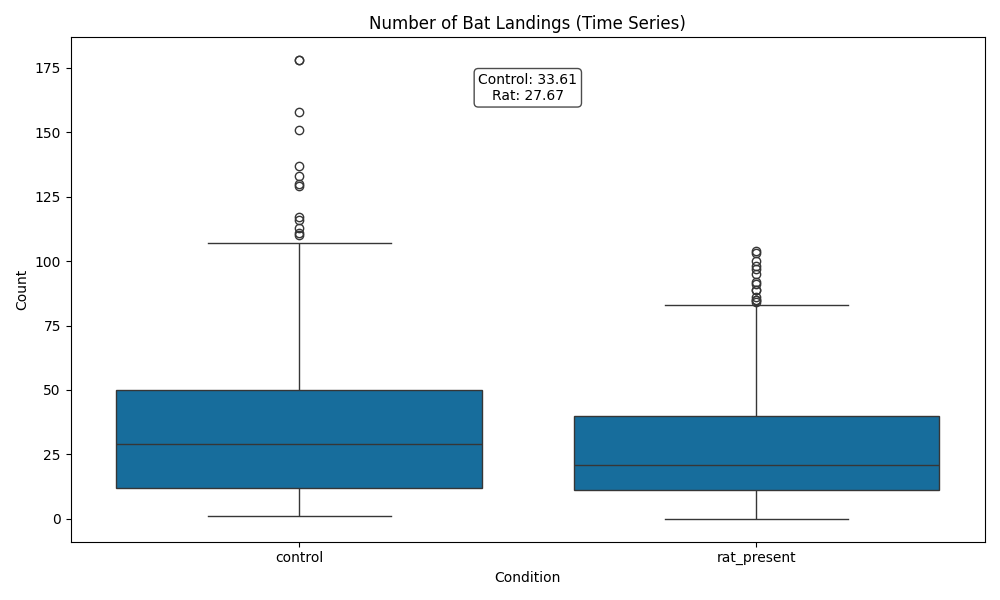 Number of Bat Landings (Time Series)
Control: 33.61
Rat: 27.67
175
150
125
100
75
50
25
0
Count
control
rat_present
Condition